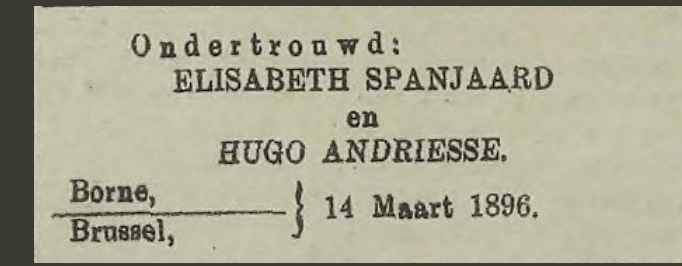 Ondertrouwd:
ELISABETH SPANJAARD
en
HUGO ANDRIESSE.
Borne,
Brussel,
} 14 Maart 1896.